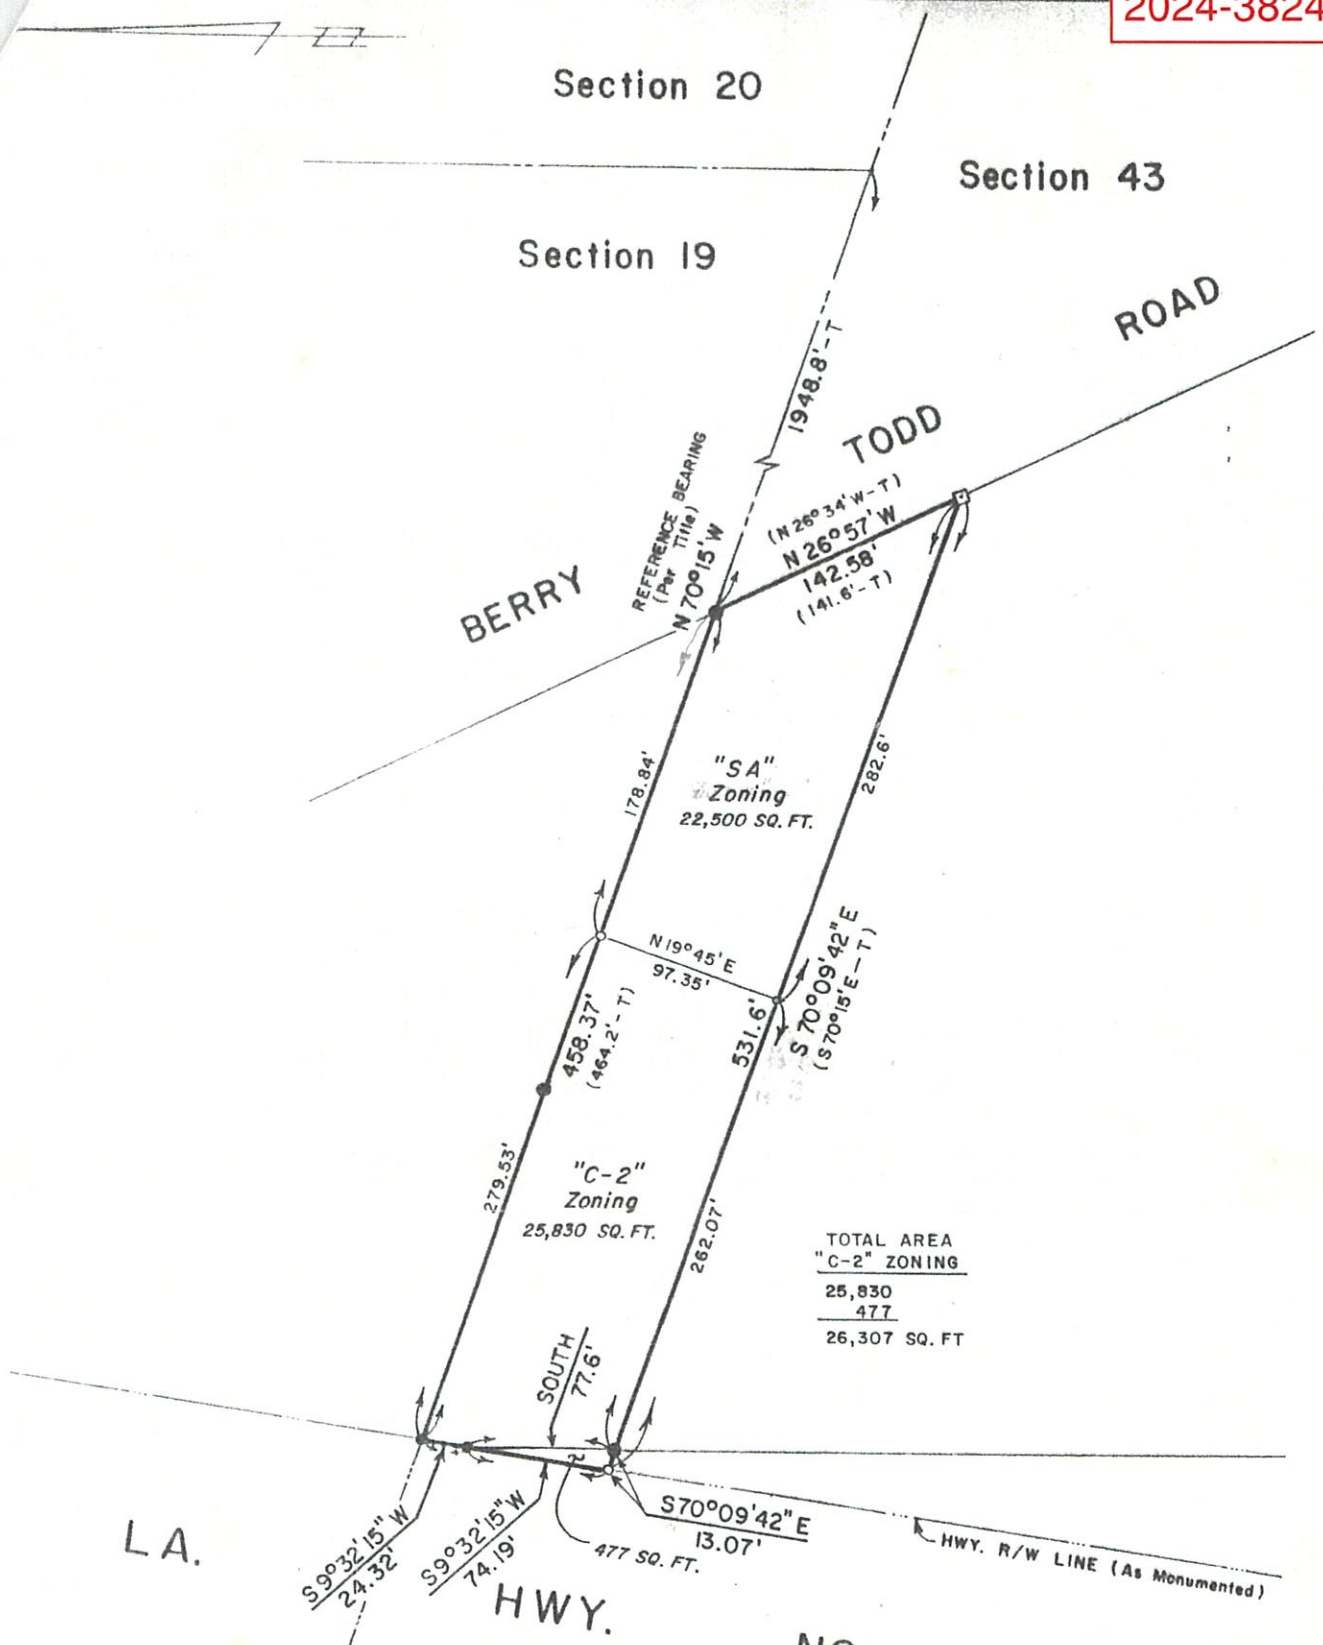 2024-3824
Section 20
Section 43
Section 19
ROAD
1948.8'-T
TODD
REFERENCE BEARING
(Per Title)
N 70°15' W
(N 26°34' W-T)
N 26°57' W
142.58'
(141.6'-T)
BERRY
178.84'
"SA"
Zoning
22,500 SQ. FT.
282.6'
N 19°45' E
97.35'
S 70°09'42" E
(S 70°15' E-T)
458.37'
(464.2'-T)
531.6'
279.53'
"C-2"
Zoning
25,830 SQ. FT.
262.07'
TOTAL AREA
"C-2" ZONING
25,830
477
26,307 SQ. FT
SOUTH
77.6'
LA.
S 9°32'15" W
24.32'
S 9°32'15" W
74.19'
477 SQ. FT.
S 70°09'42" E
13.07'
HWY. R/W LINE (As Monumented)
HWY.